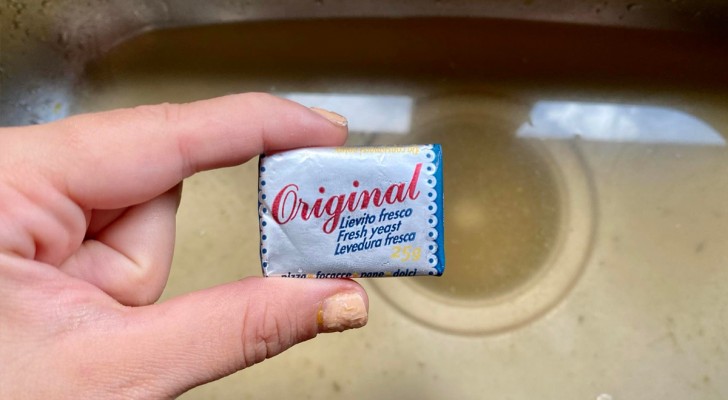 Original
Lievito fresco
Fresh yeast
Levedura fresca
25g
pizza focacce pane dolci